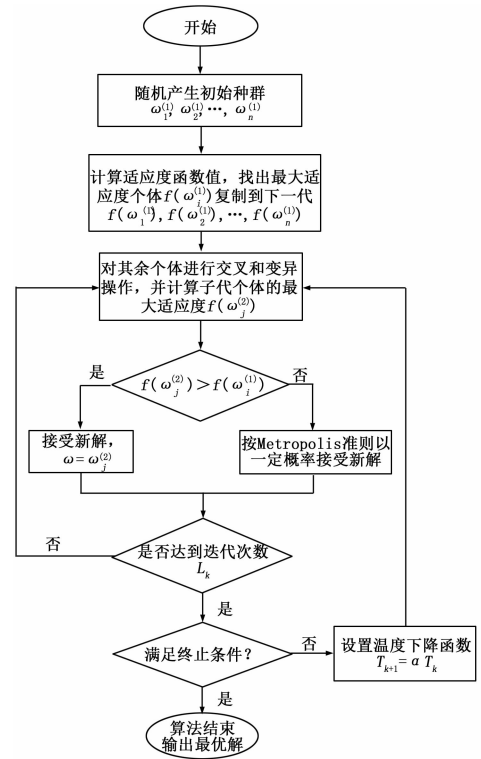 开始
随机产生初始种群
ω₁⁽¹⁾, ω₂⁽¹⁾, …, ωₙ⁽¹⁾
计算适应度函数值，找出最大适
应度个体f(ωᵢ⁽¹⁾)复制到下一代
f(ω₁⁽¹⁾), f(ω₂⁽¹⁾), …, f(ωₙ⁽¹⁾)
对其余个体进行交叉和变异
操作，并计算子代个体的最
大适应度f(ωⱼ⁽²⁾)
是
f(ωⱼ⁽²⁾)>f(ωᵢ⁽¹⁾)
否
接受新解，
ω=ωⱼ⁽²⁾
按Metropolis准则以
一定概率接受新解
否
是否达到迭代次数
Lₖ
是
满足终止条件？
否
设置温度下降函数
Tₖ₊₁=α Tₖ
是
算法结束
输出最优解